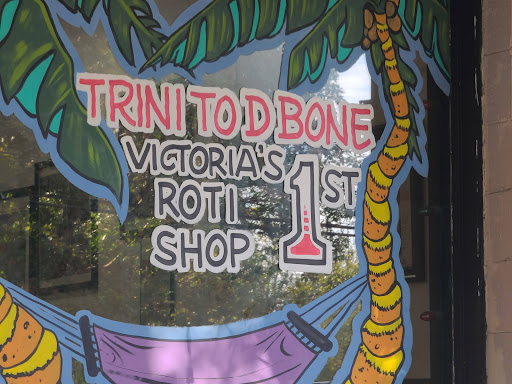 TRINI TO D BONE
VICTORIA'S
1ST
ROTI
SHOP